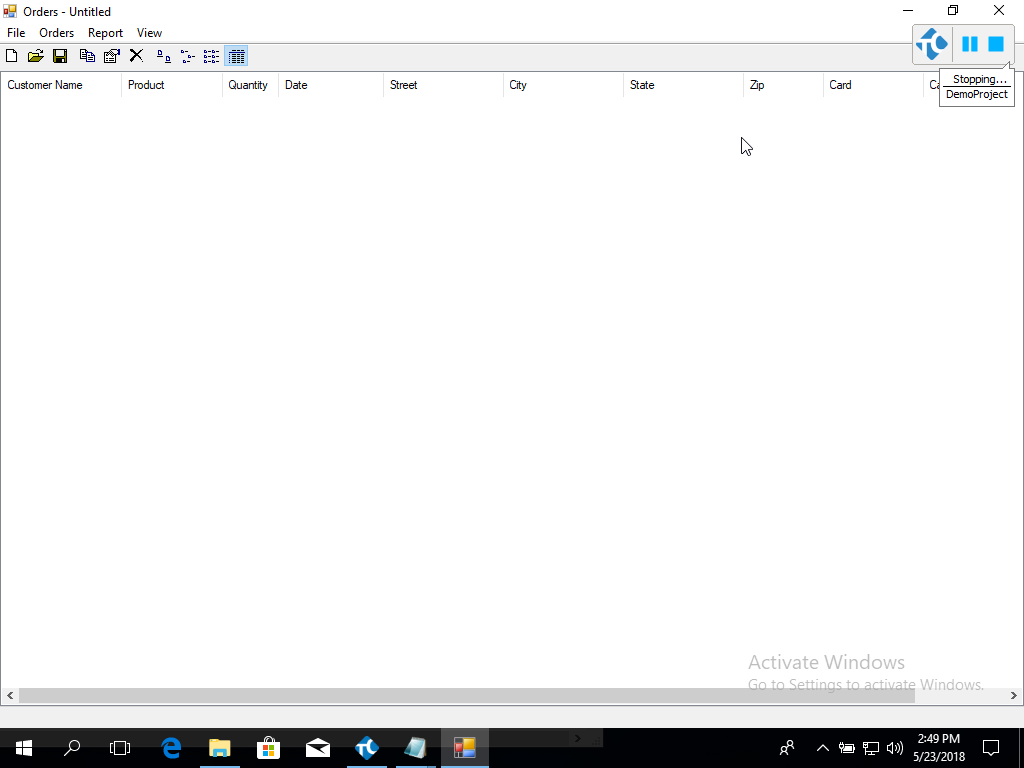 Orders - Untitled
File Orders Report View
Stopping...
DemoProject
Customer Name Product Quantity Date Street City State Zip Card
Activate Windows
Go to Settings to activate Windows.
2:49 PM
5/23/2018